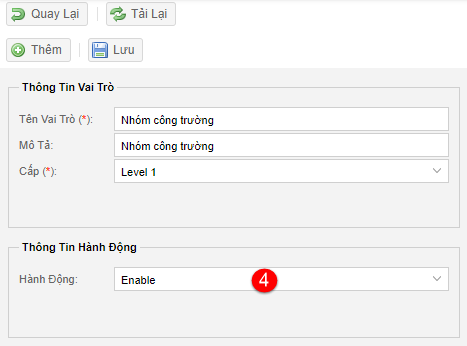 Quay Lại Tải Lại
Thêm Lưu
Thông Tin Vai Trò
Tên Vai Trò (*): Nhóm công trường
Mô Tả: Nhóm công trường
Cấp (*): Level 1
Thông Tin Hành Động
Hành Động: Enable 4